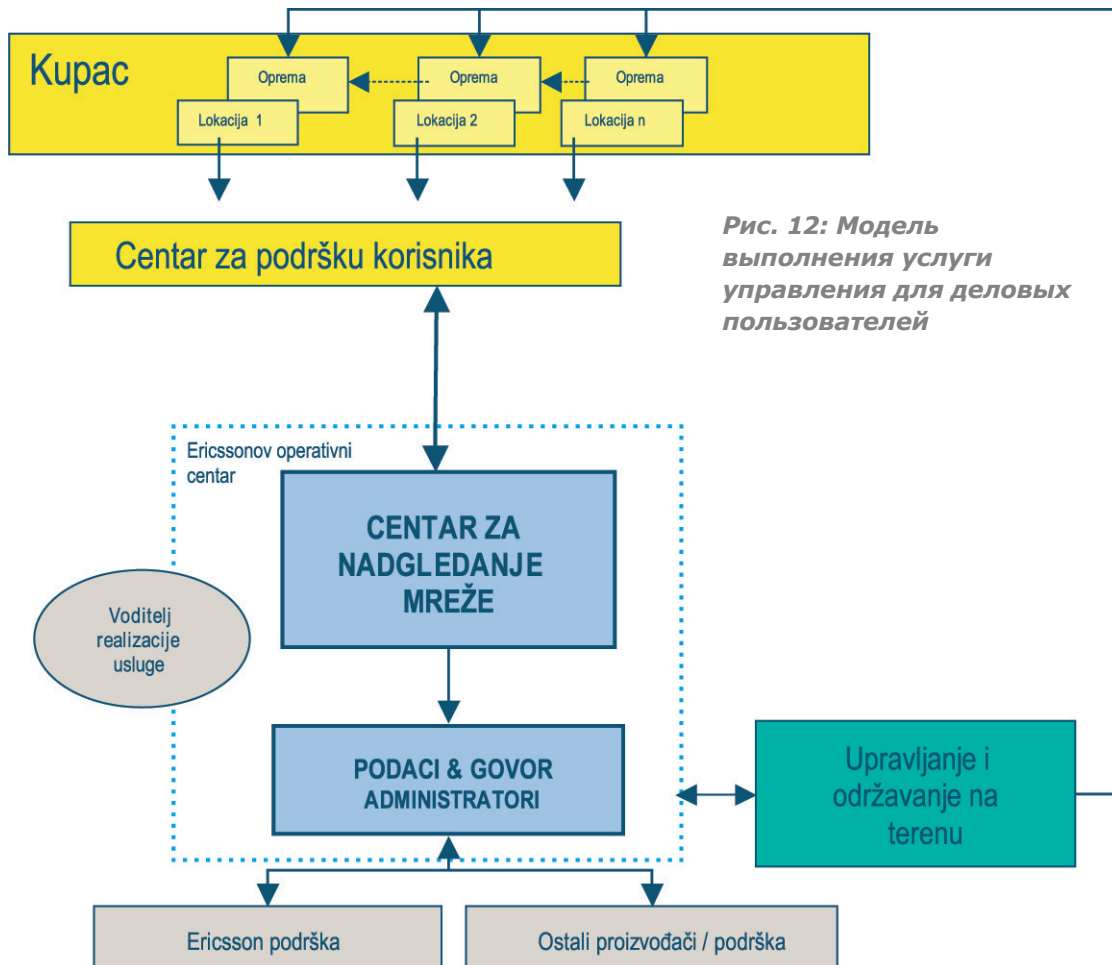 Kupac
Oprema
Oprema
Oprema
Lokacija 1
Lokacija 2
Lokacija n
Centar za podršku korisnika
Рис. 12: Модель
выполнения услуги
управления для деловых
пользователей
Ericssonov operativni
centar
CENTAR ZA
NADGLEDANJE
MREŽE
Voditelj
realizacije
usluge
PODACI & GOVOR
ADMINISTRATORI
Upravljanje i
održavanje na
terenu
Ericsson podrška
Ostali proizvođači / podrška